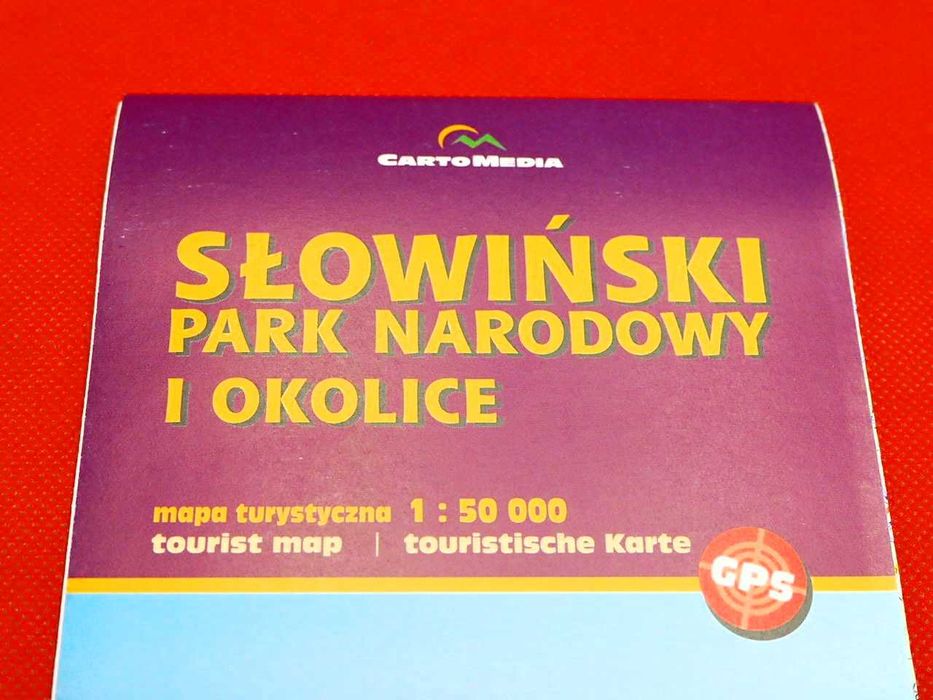 CARTOMEDIA
SŁOWIŃSKI
PARK NARODOWY
I OKOLICE
mapa turystyczna 1 : 50 000
tourist map | touristische Karte
GPS